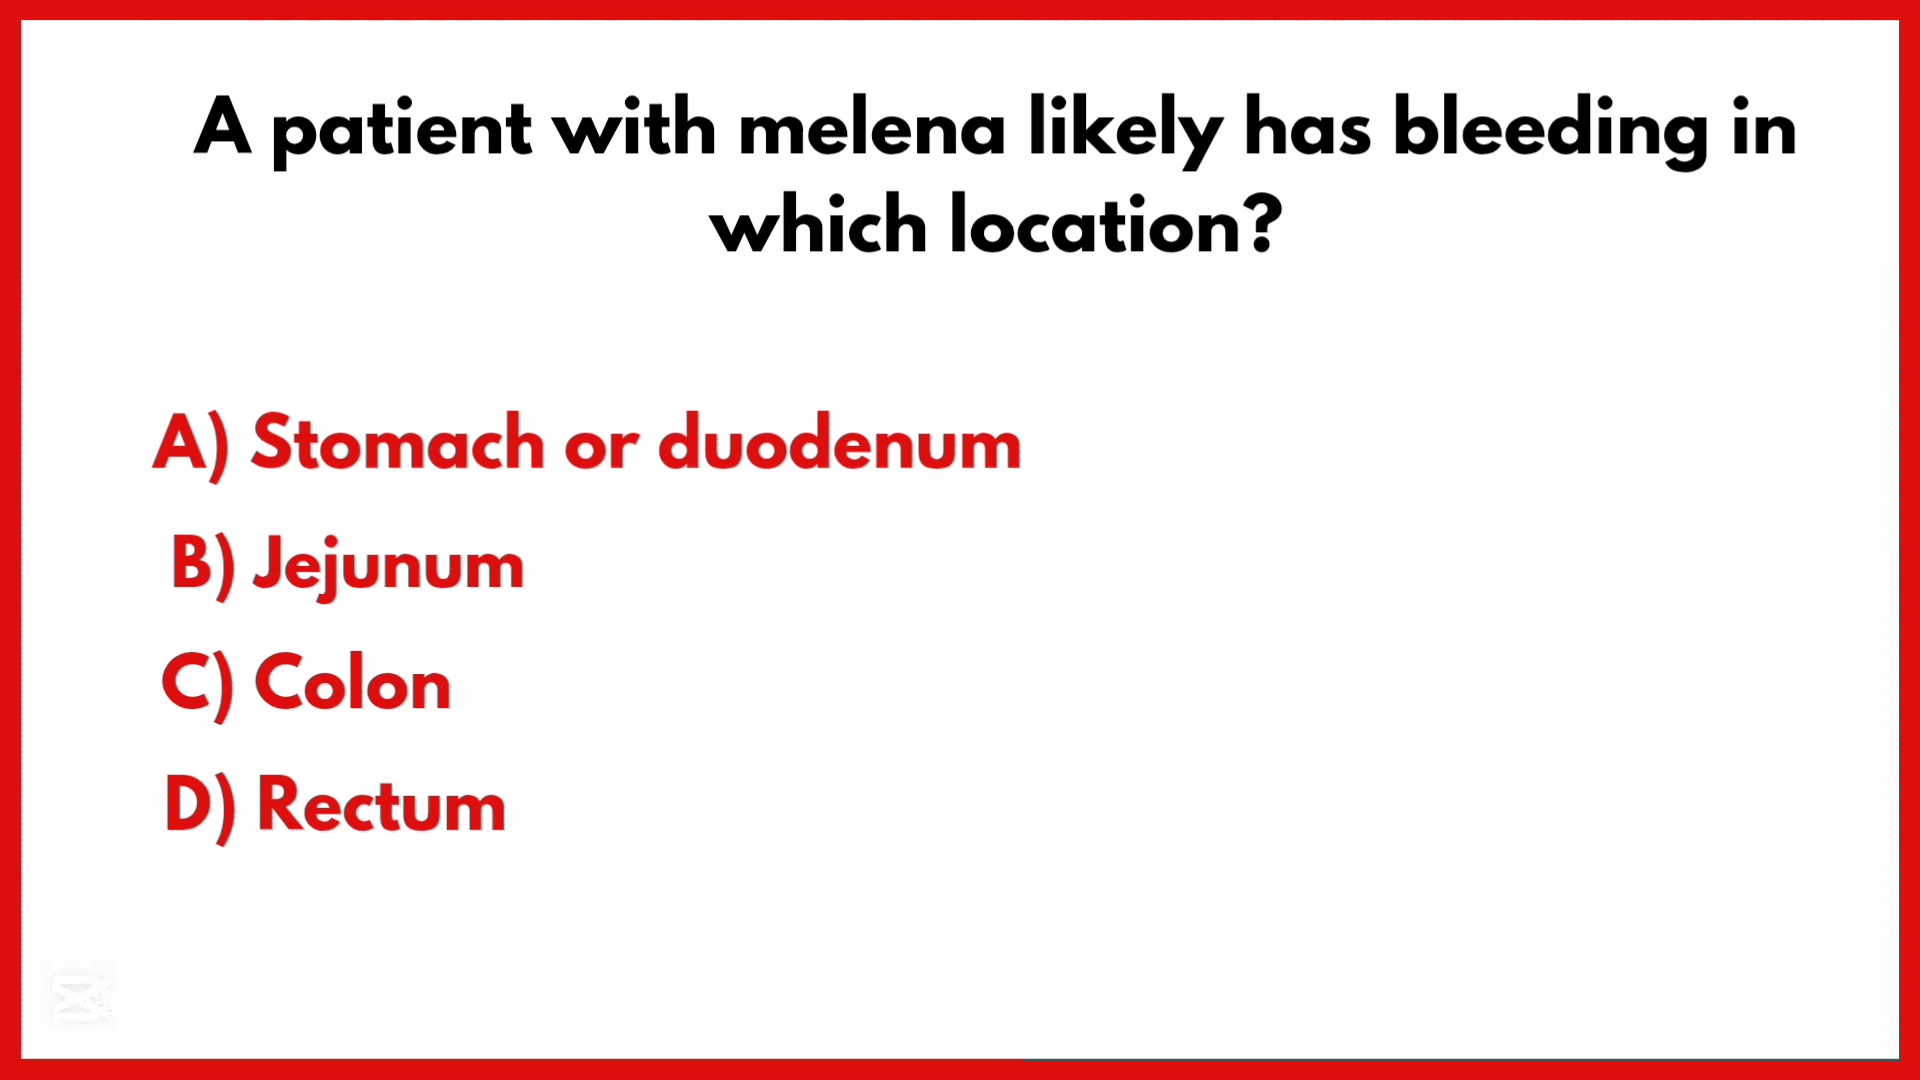 A patient with melena likely has bleeding in
which location?
A) Stomach or duodenum
B) Jejunum
C) Colon
D) Rectum